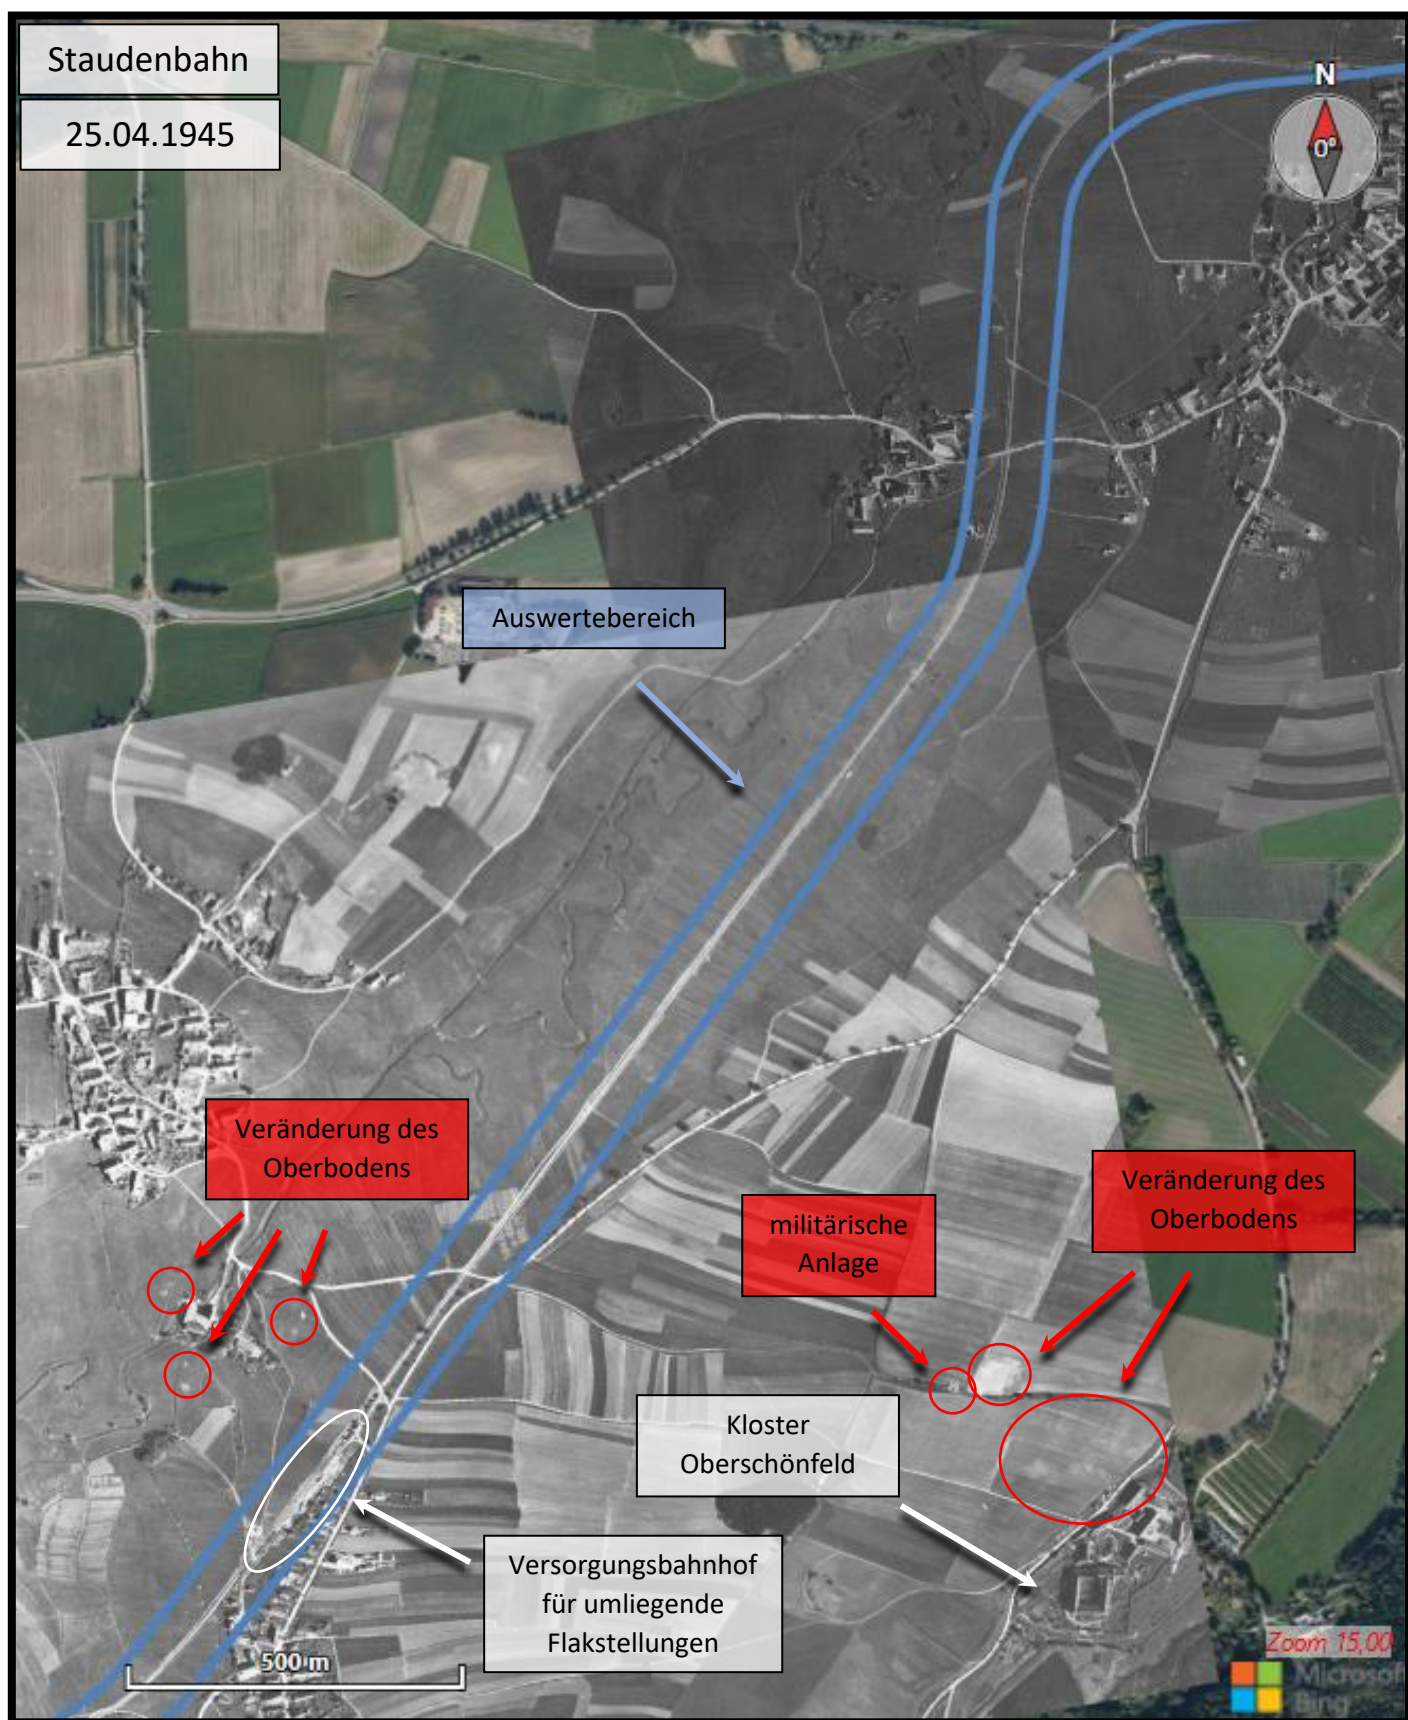 Staudenbahn
25.04.1945
N
0°
Auswertebereich
Veränderung des
Oberbodens
Veränderung des
Oberbodens
militärische
Anlage
Kloster
Oberschönfeld
Versorgungsbahnhof
für umliegende
Flakstellungen
500 m
Zoom 15,00
Microsof
Bing